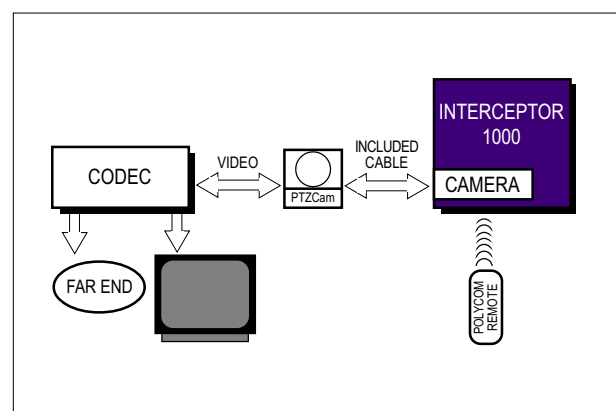 INTERCEPTOR
1000
INCLUDED
CABLE
VIDEO
CODEC
PTZCam
CAMERA
FAR END
POLYCOM
REMOTE